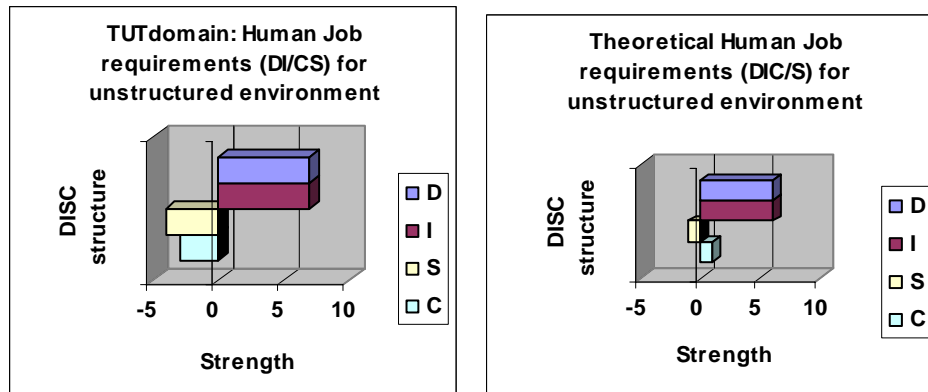 TUTdomain: Human Job
requirements (DI/CS) for
unstructured environment
DISC
structure
-5 0 5 10
Strength
D
I
S
C
Theoretical Human Job
requirements (DIC/S) for
unstructured environment
DISC
structure
-5 0 5 10
Strength
D
I
S
C